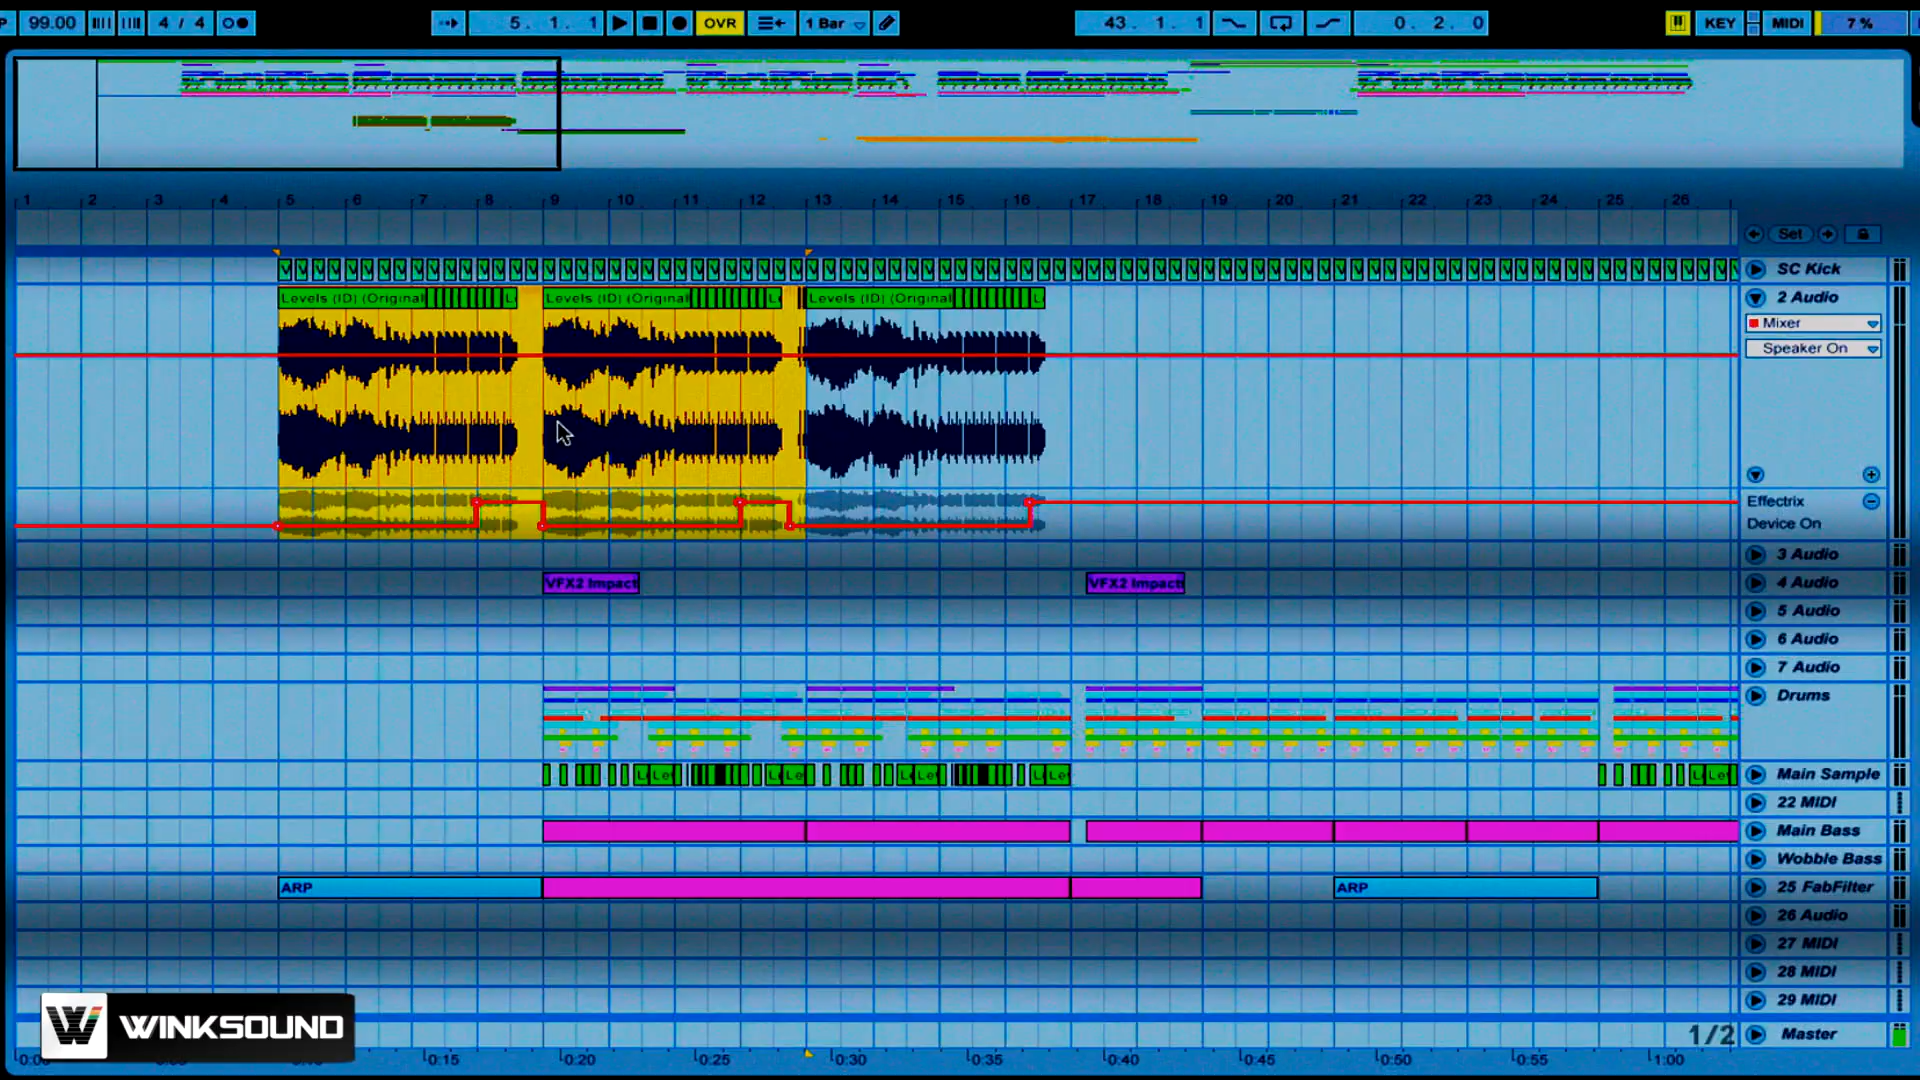 P 99.00 4 / 4 5. 1. 1 OVR 1 Bar 43. 1. 1 0. 2. 0 KEY MIDI 7 %
1 2 3 4 5 6 7 8 9 10 11 12 13 14 15 16 17 18 19 20 21 22 23 24 25 26
Set
SC Kick
Levels (ID) (Original Levels (ID) (Original Levels (ID) (Original 2 Audio
Mixer
Speaker On
Effectrix
Device On
3 Audio
VFX2 Impact VFX2 Impact 4 Audio
5 Audio
6 Audio
7 Audio
Drums
Main Sample
22 MIDI
Main Bass
Wobble Bass
ARP ARP 25 FabFilter
26 Audio
27 MIDI
28 MIDI
29 MIDI
W WINKSOUND
1/2 Master
0:15 0:20 0:25 0:30 0:35 0:40 0:45 0:50 0:55 1:00